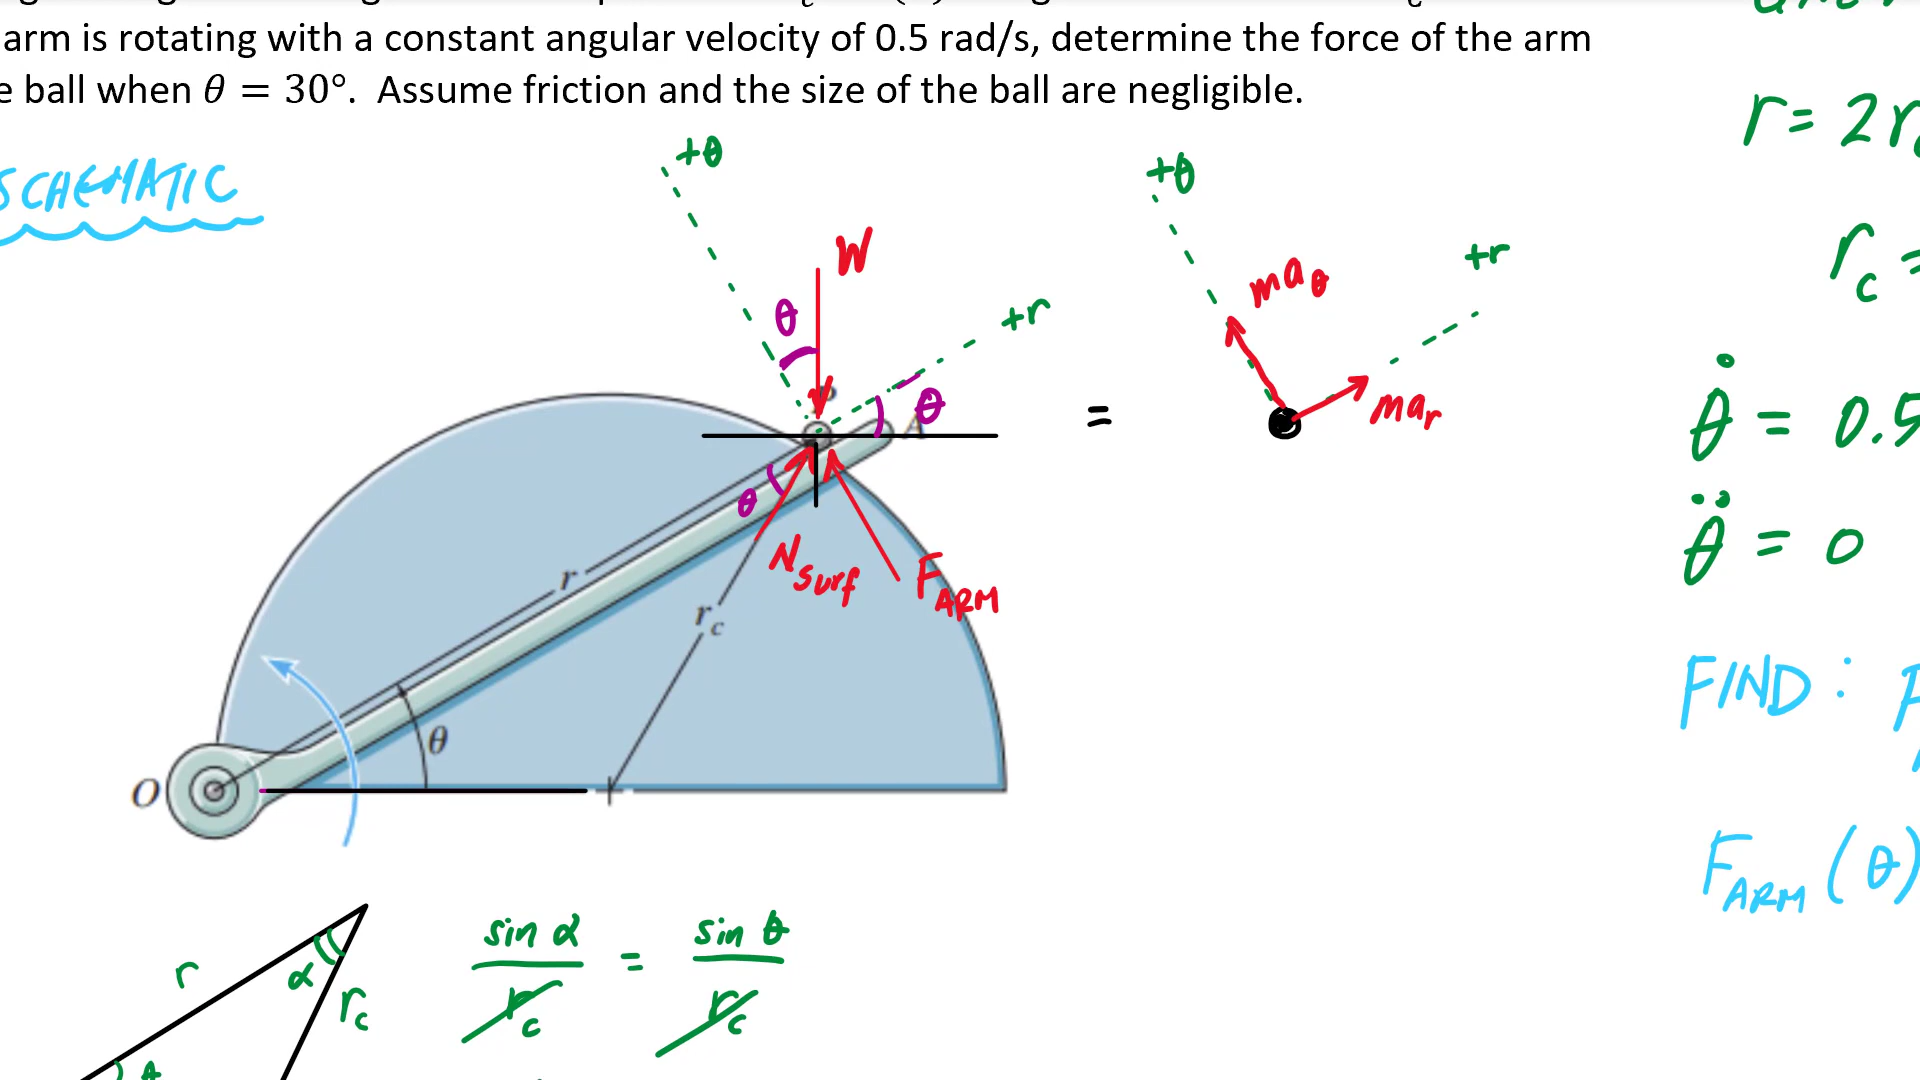 arm is rotating with a constant angular velocity of 0.5 rad/s, determine the force of the arm
e ball when θ = 30°. Assume friction and the size of the ball are negligible.
SCHEMATIC
+θ
+θ
r = 2r
W
+r
+r
θ
ma_θ
r_c =
θ
A
ma_r
=
θ̇ = 0.5
θ
N_surf
F_ARM
r
r_c
θ̈ = 0
FIND :
θ
O
F_ARM (θ)
sin α / r_c = sin θ / r_c
r
α
r_c